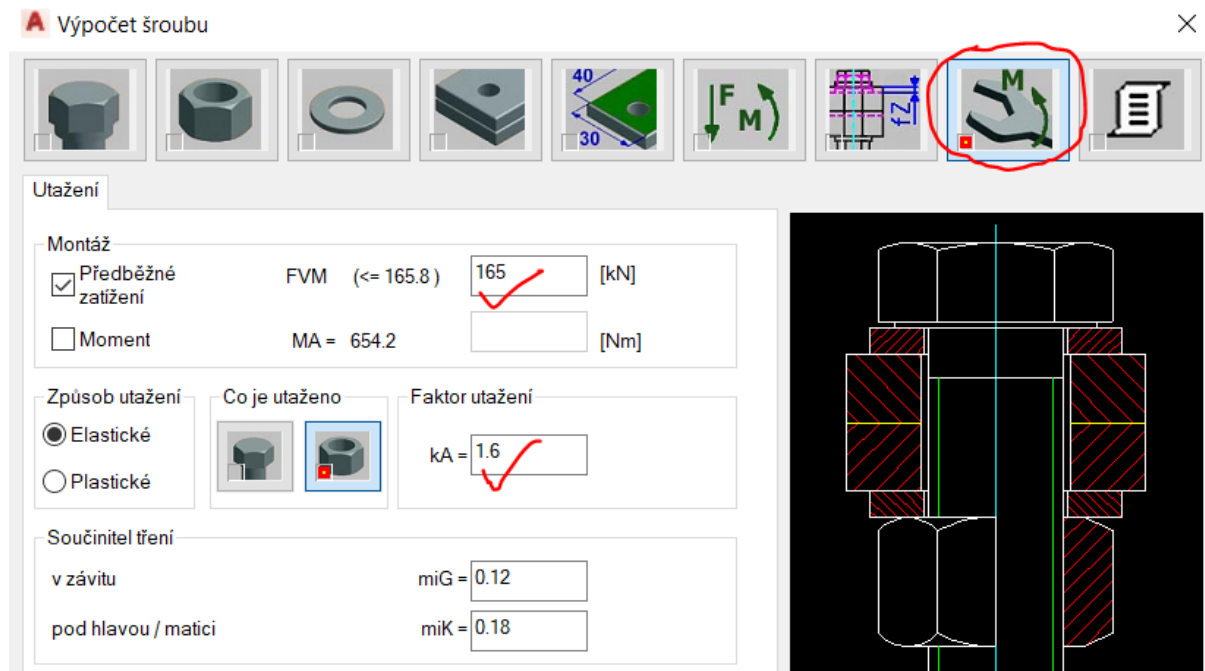 A Výpočet šroubu
40
30
F
M
fZ
M
Utažení
Montáž
Předběžné
zatížení
FVM (<= 165.8 ) 165 [kN]
Moment MA = 654.2 [Nm]
Způsob utažení
Co je utaženo
Faktor utažení
Elastické
Plastické
kA = 1.6
Součinitel tření
v závitu miG = 0.12
pod hlavou / matici miK = 0.18